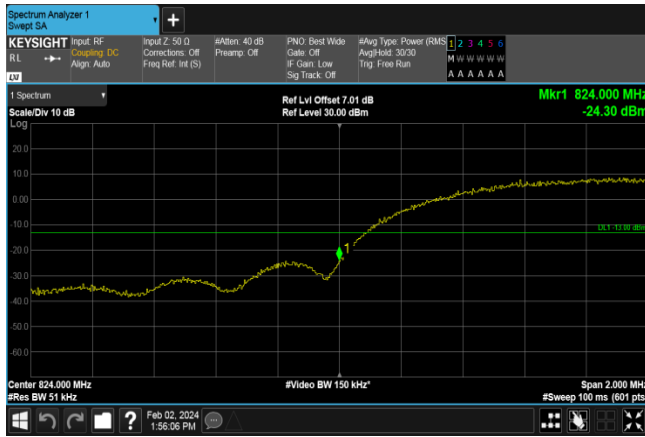 Spectrum Analyzer 1
Swept SA
+
KEYSIGHT Input: RF Input Z: 50 Ω #Atten: 40 dB PNO: Best Wide #Avg Type: Power (RMS 1 2 3 4 5 6
R L Coupling: DC Corrections: Off Preamp: Off Gate: Off Avg|Hold: 30/30 M W W W W W
Align: Auto Freq Ref: Int (S) IF Gain: Low Trig: Free Run
Sig Track: Off A A A A A A
1 Spectrum Ref Lvl Offset 7.01 dB Mkr1 824.000 MHz
Scale/Div 10 dB Ref Level 30.00 dBm -24.30 dBm
Log
20.0
10.0
0.00
-10.0
DL1 -13.00 dBm
1
-20.0
-30.0
-40.0
-50.0
-60.0
Center 824.000 MHz #Video BW 150 kHz* Span 2.000 MHz
#Res BW 51 kHz #Sweep 100 ms (601 pts
? Feb 02, 2024
1:56:06 PM